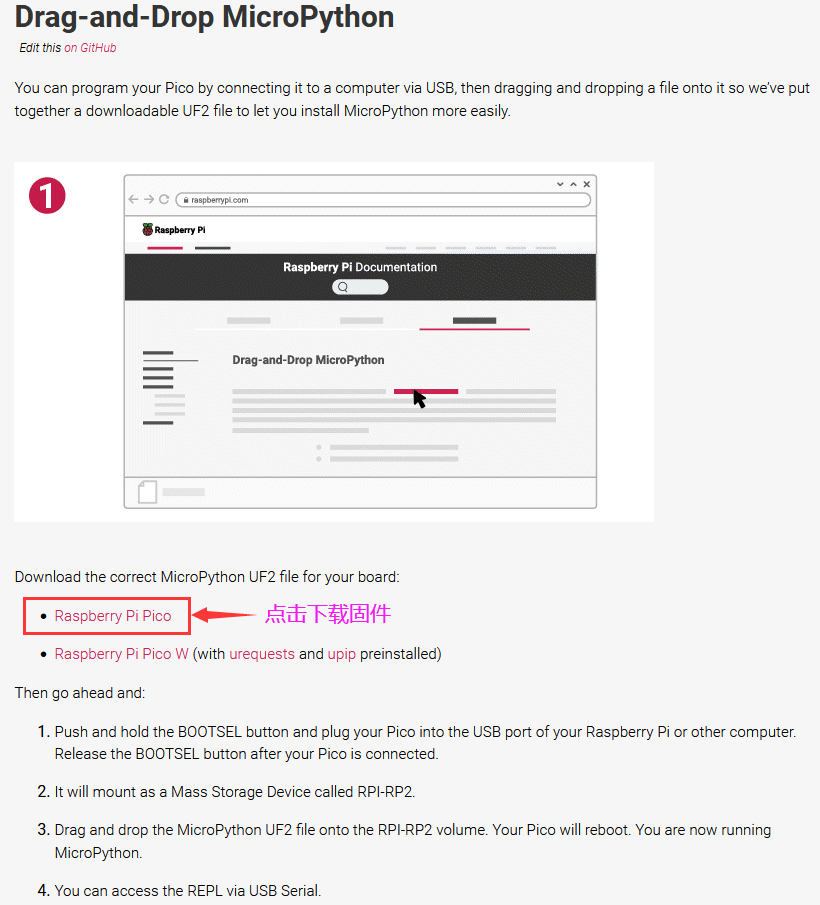 Drag-and-Drop MicroPython
Edit this on GitHub
You can program your Pico by connecting it to a computer via USB, then dragging and dropping a file onto it so we’ve put
together a downloadable UF2 file to let you install MicroPython more easily.
1
raspberrypi.com
Raspberry Pi
Raspberry Pi Documentation
Drag-and-Drop MicroPython
Download the correct MicroPython UF2 file for your board:
• Raspberry Pi Pico 点击下载固件
• Raspberry Pi Pico W (with urequests and upip preinstalled)
Then go ahead and:
1. Push and hold the BOOTSEL button and plug your Pico into the USB port of your Raspberry Pi or other computer.
Release the BOOTSEL button after your Pico is connected.
2. It will mount as a Mass Storage Device called RPI-RP2.
3. Drag and drop the MicroPython UF2 file onto the RPI-RP2 volume. Your Pico will reboot. You are now running
MicroPython.
4. You can access the REPL via USB Serial.